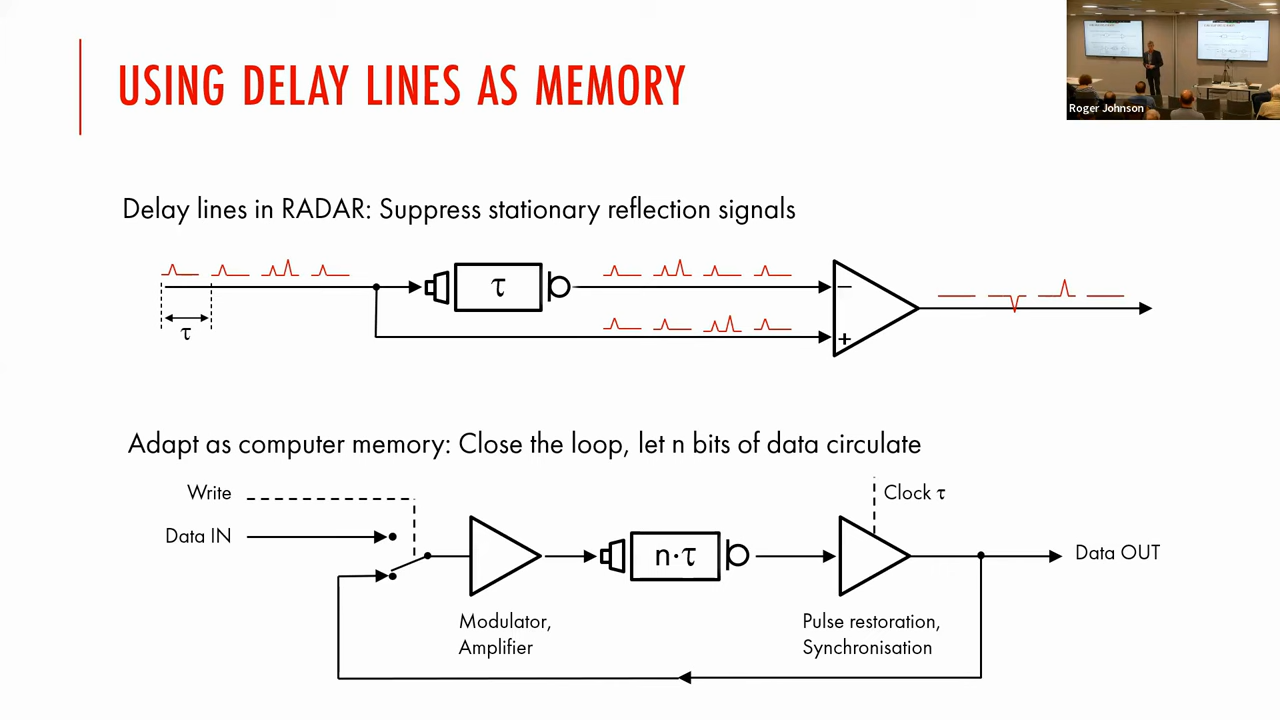 USING DELAY LINES AS MEMORY
Roger Johnson
Delay lines in RADAR: Suppress stationary reflection signals
τ
−
τ
+
Adapt as computer memory: Close the loop, let n bits of data circulate
Write
Clock τ
Data IN
n·τ
Data OUT
Modulator,
Amplifier
Pulse restoration,
Synchronisation